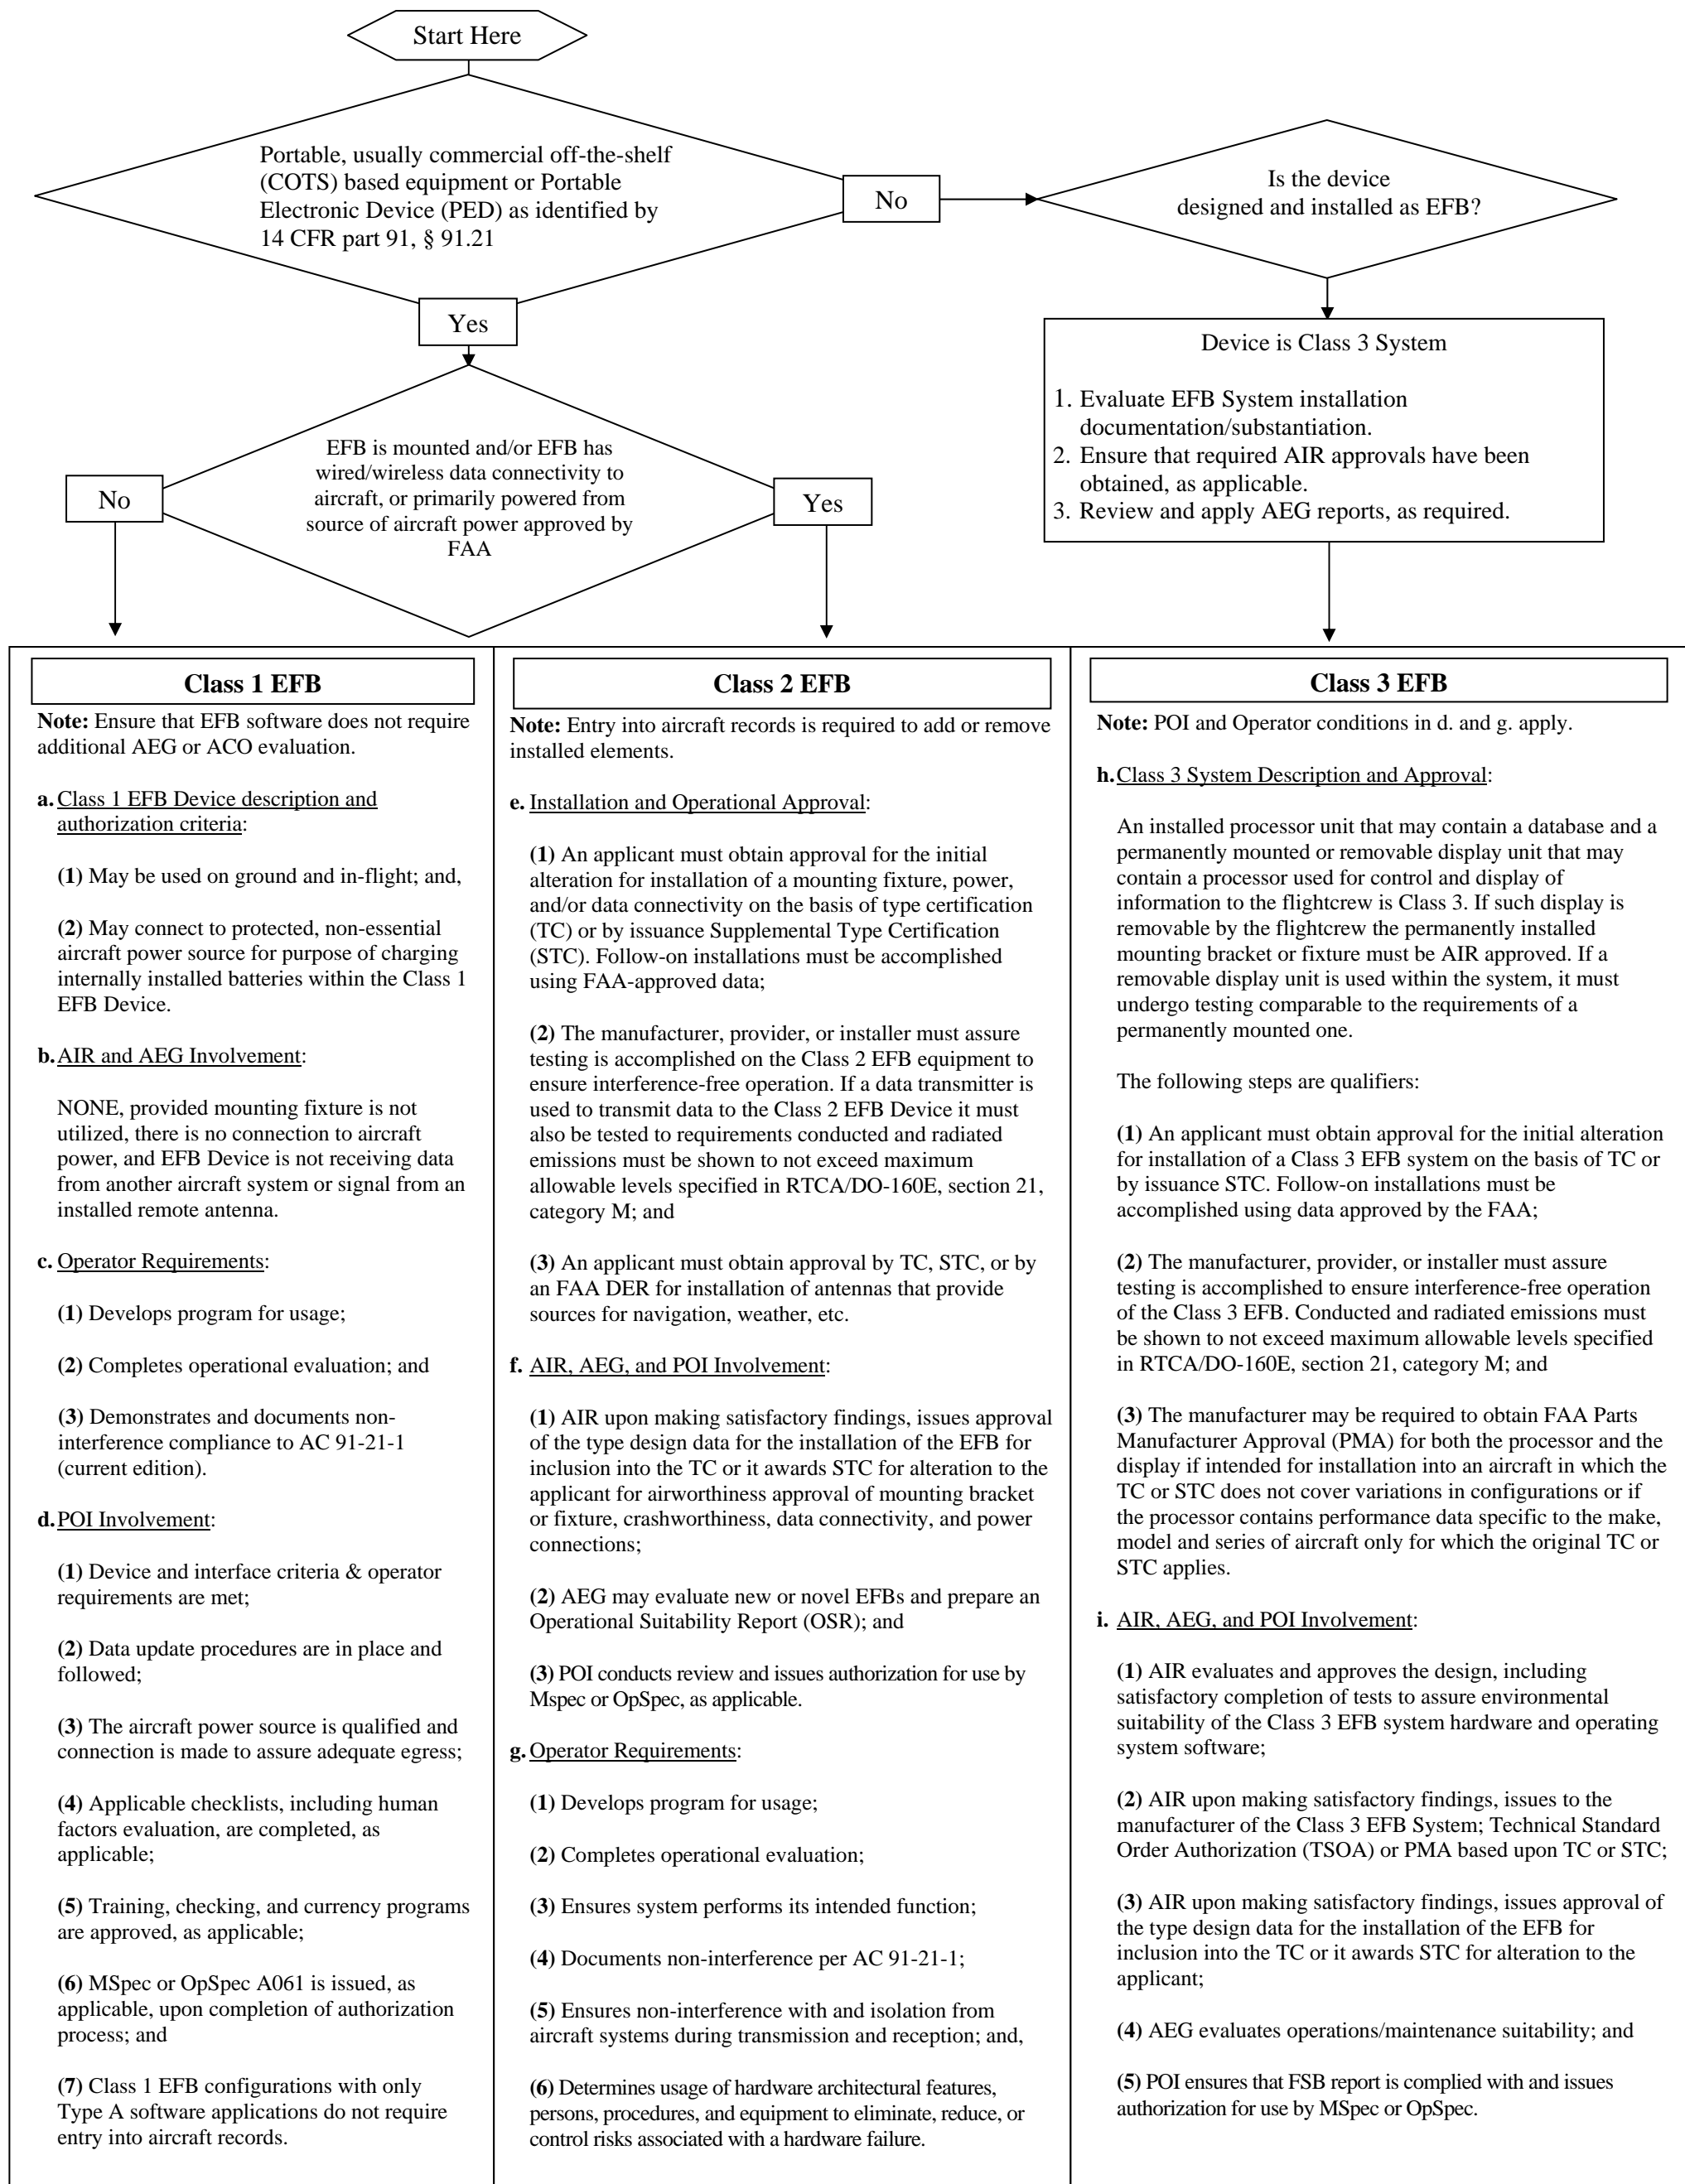 Start Here
Portable, usually commercial off-the-shelf
(COTS) based equipment or Portable
Electronic Device (PED) as identified by
14 CFR part 91, § 91.21
No
Is the device
designed and installed as EFB?
Yes
Device is Class 3 System
1. Evaluate EFB System installation
documentation/substantiation.
2. Ensure that required AIR approvals have been
obtained, as applicable.
3. Review and apply AEG reports, as required.
EFB is mounted and/or EFB has
wired/wireless data connectivity to
aircraft, or primarily powered from
source of aircraft power approved by
FAA
No
Yes
Class 1 EFB
Note: Ensure that EFB software does not require
additional AEG or ACO evaluation.
a. Class 1 EFB Device description and
authorization criteria:
(1) May be used on ground and in-flight; and,
(2) May connect to protected, non-essential
aircraft power source for purpose of charging
internally installed batteries within the Class 1
EFB Device.
b. AIR and AEG Involvement:
NONE, provided mounting fixture is not
utilized, there is no connection to aircraft
power, and EFB Device is not receiving data
from another aircraft system or signal from an
installed remote antenna.
c. Operator Requirements:
(1) Develops program for usage;
(2) Completes operational evaluation; and
(3) Demonstrates and documents non-
interference compliance to AC 91-21-1
(current edition).
d. POI Involvement:
(1) Device and interface criteria & operator
requirements are met;
(2) Data update procedures are in place and
followed;
(3) The aircraft power source is qualified and
connection is made to assure adequate egress;
(4) Applicable checklists, including human
factors evaluation, are completed, as
applicable;
(5) Training, checking, and currency programs
are approved, as applicable;
(6) MSpec or OpSpec A061 is issued, as
applicable, upon completion of authorization
process; and
(7) Class 1 EFB configurations with only
Type A software applications do not require
entry into aircraft records.
Class 2 EFB
Note: Entry into aircraft records is required to add or remove
installed elements.
e. Installation and Operational Approval:
(1) An applicant must obtain approval for the initial
alteration for installation of a mounting fixture, power,
and/or data connectivity on the basis of type certification
(TC) or by issuance Supplemental Type Certification
(STC). Follow-on installations must be accomplished
using FAA-approved data;
(2) The manufacturer, provider, or installer must assure
testing is accomplished on the Class 2 EFB equipment to
ensure interference-free operation. If a data transmitter is
used to transmit data to the Class 2 EFB Device it must
also be tested to requirements conducted and radiated
emissions must be shown to not exceed maximum
allowable levels specified in RTCA/DO-160E, section 21,
category M; and
(3) An applicant must obtain approval by TC, STC, or by
an FAA DER for installation of antennas that provide
sources for navigation, weather, etc.
f. AIR, AEG, and POI Involvement:
(1) AIR upon making satisfactory findings, issues approval
of the type design data for the installation of the EFB for
inclusion into the TC or it awards STC for alteration to the
applicant for airworthiness approval of mounting bracket
or fixture, crashworthiness, data connectivity, and power
connections;
(2) AEG may evaluate new or novel EFBs and prepare an
Operational Suitability Report (OSR); and
(3) POI conducts review and issues authorization for use by
Mspec or OpSpec, as applicable.
g. Operator Requirements:
(1) Develops program for usage;
(2) Completes operational evaluation;
(3) Ensures system performs its intended function;
(4) Documents non-interference per AC 91-21-1;
(5) Ensures non-interference with and isolation from
aircraft systems during transmission and reception; and,
(6) Determines usage of hardware architectural features,
persons, procedures, and equipment to eliminate, reduce, or
control risks associated with a hardware failure.
Class 3 EFB
Note: POI and Operator conditions in d. and g. apply.
h. Class 3 System Description and Approval:
An installed processor unit that may contain a database and a
permanently mounted or removable display unit that may
contain a processor used for control and display of
information to the flightcrew is Class 3. If such display is
removable by the flightcrew the permanently installed
mounting bracket or fixture must be AIR approved. If a
removable display unit is used within the system, it must
undergo testing comparable to the requirements of a
permanently mounted one.
The following steps are qualifiers:
(1) An applicant must obtain approval for the initial alteration
for installation of a Class 3 EFB system on the basis of TC or
by issuance STC. Follow-on installations must be
accomplished using data approved by the FAA;
(2) The manufacturer, provider, or installer must assure
testing is accomplished to ensure interference-free operation
of the Class 3 EFB. Conducted and radiated emissions must
be shown to not exceed maximum allowable levels specified
in RTCA/DO-160E, section 21, category M; and
(3) The manufacturer may be required to obtain FAA Parts
Manufacturer Approval (PMA) for both the processor and the
display if intended for installation into an aircraft in which the
TC or STC does not cover variations in configurations or if
the processor contains performance data specific to the make,
model and series of aircraft only for which the original TC or
STC applies.
i. AIR, AEG, and POI Involvement:
(1) AIR evaluates and approves the design, including
satisfactory completion of tests to assure environmental
suitability of the Class 3 EFB system hardware and operating
system software;
(2) AIR upon making satisfactory findings, issues to the
manufacturer of the Class 3 EFB System; Technical Standard
Order Authorization (TSOA) or PMA based upon TC or STC;
(3) AIR upon making satisfactory findings, issues approval of
the type design data for the installation of the EFB for
inclusion into the TC or it awards STC for alteration to the
applicant;
(4) AEG evaluates operations/maintenance suitability; and
(5) POI ensures that FSB report is complied with and issues
authorization for use by MSpec or OpSpec.